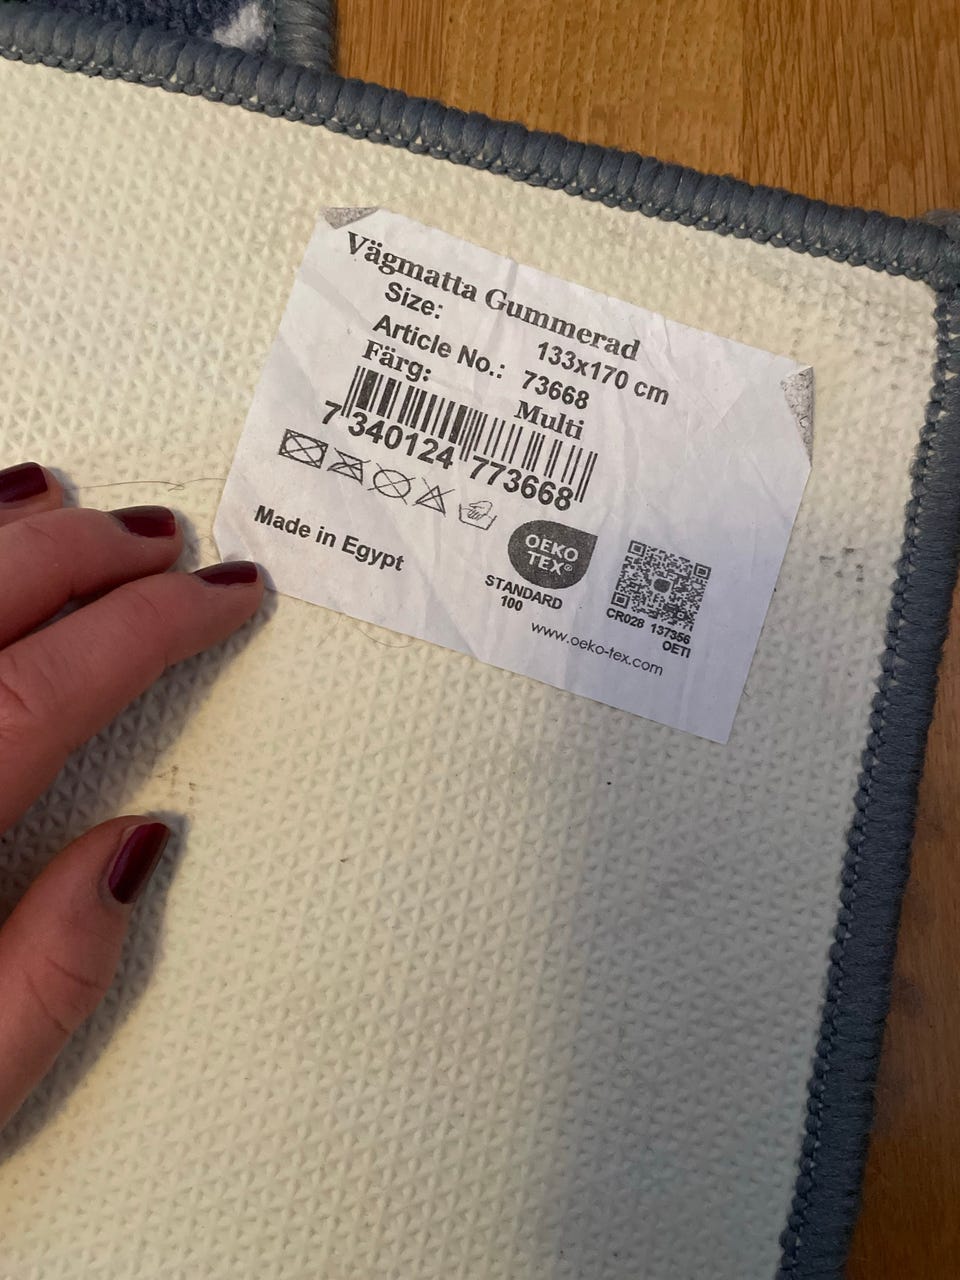 Vägmatta Gummerad
Size: 133x170 cm
Article No.: 73668
Färg: Multi
7 340124 773668
Made in Egypt
OEKO
TEX®
STANDARD
100
CR028 137356
OETI
www.oeko-tex.com